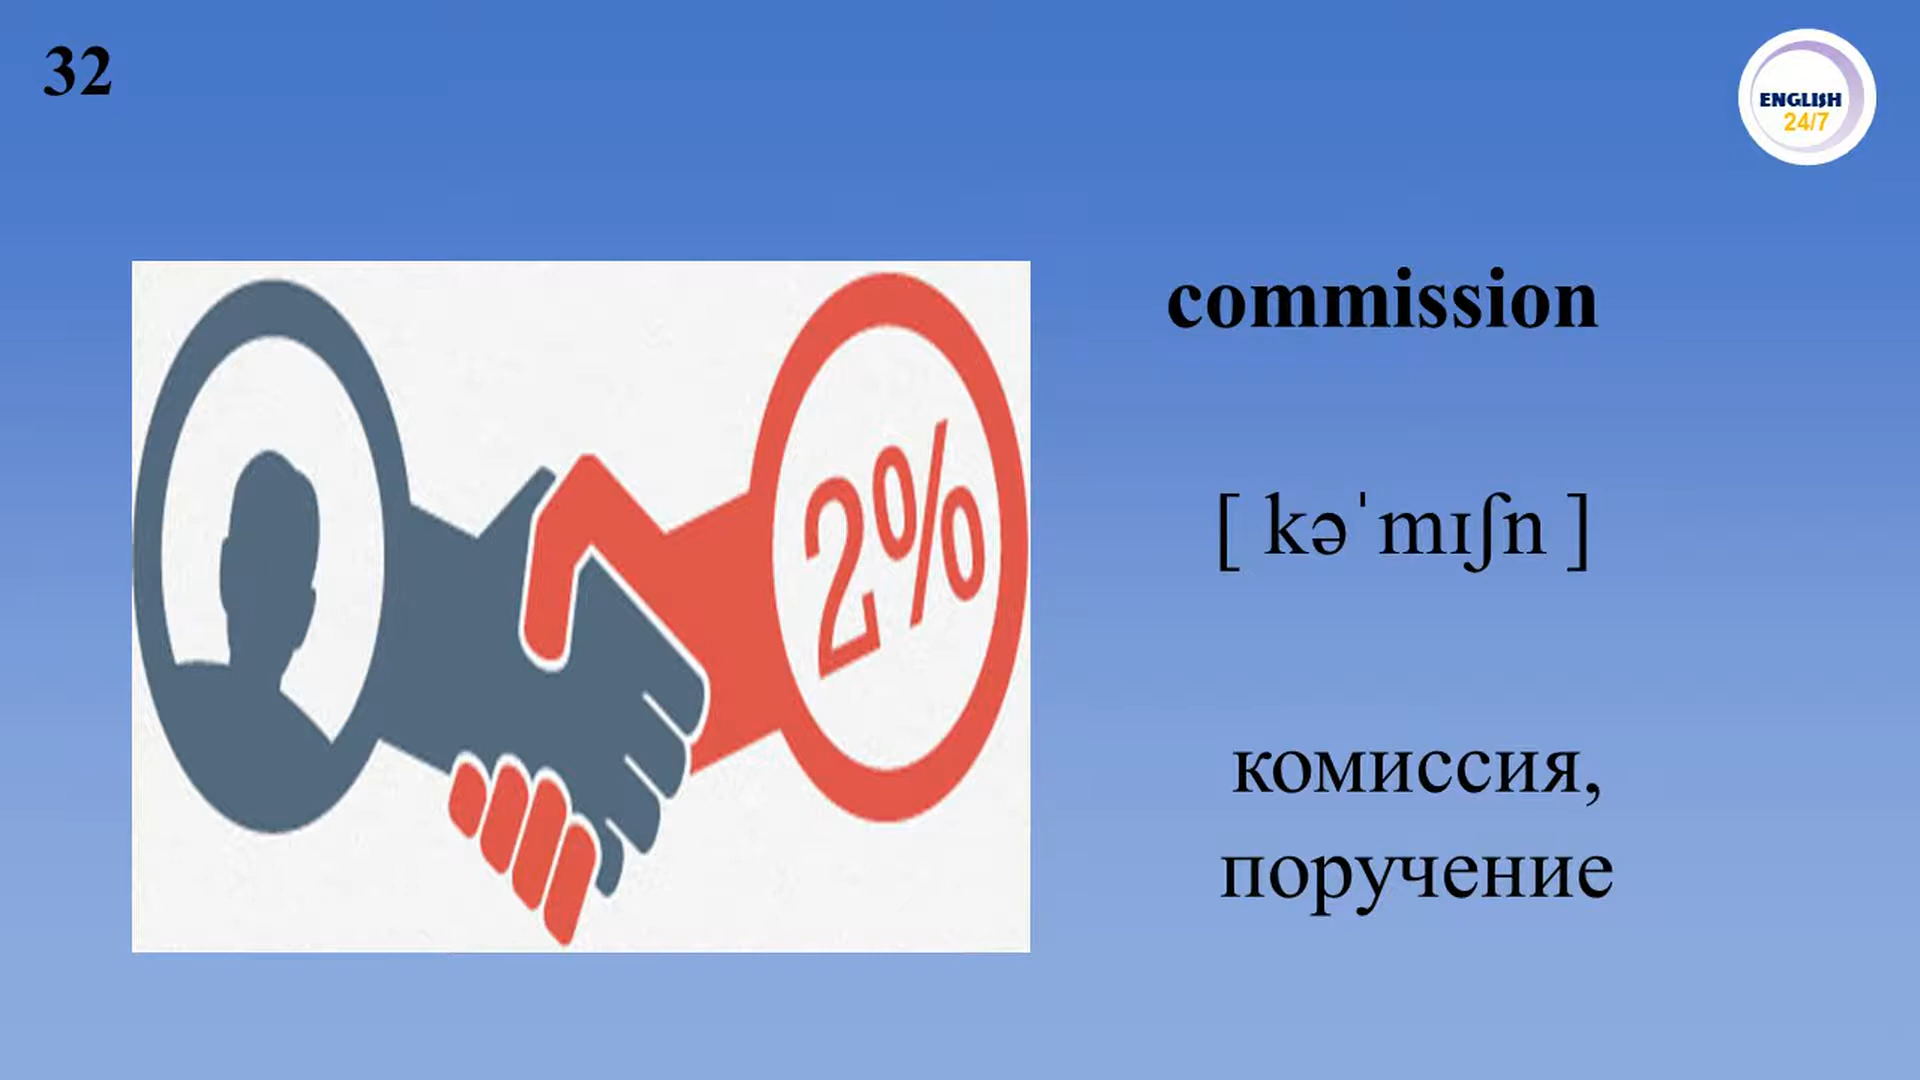 32
ENGLISH
24/7
commission
2%
[ kəˈmɪʃn ]
комиссия,
поручение